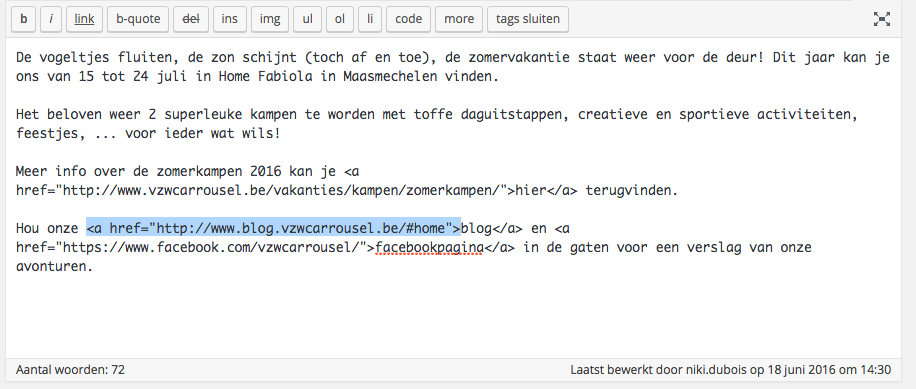 b i link b-quote del ins img ul ol li code more tags sluiten
De vogeltjes fluiten, de zon schijnt (toch af en toe), de zomervakantie staat weer voor de deur! Dit jaar kan je
ons van 15 tot 24 juli in Home Fabiola in Maasmechelen vinden.
Het beloven weer 2 superleuke kampen te worden met toffe daguitstappen, creatieve en sportieve activiteiten,
feestjes, ... voor ieder wat wils!
Meer info over de zomerkampen 2016 kan je <a
href="http://www.vzwcarrousel.be/vakanties/kampen/zomerkampen/">hier</a> terugvinden.
Hou onze <a href="http://www.blog.vzwcarrousel.be/#home">blog</a> en <a
href="https://www.facebook.com/vzwcarrousel/">facebookpagina</a> in de gaten voor een verslag van onze
avonturen.
Aantal woorden: 72 Laatst bewerkt door niki.dubois op 18 juni 2016 om 14:30